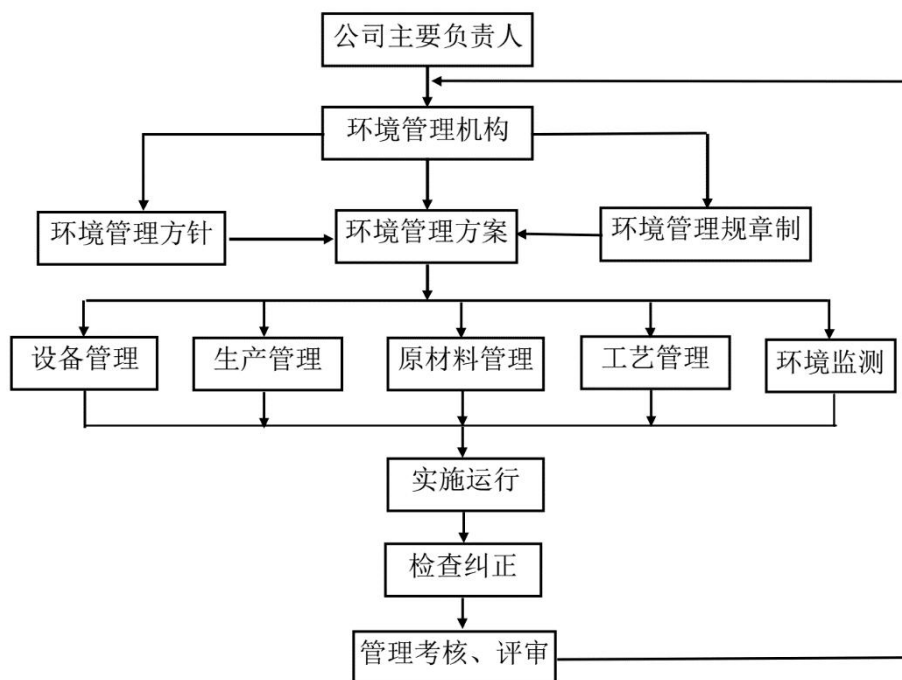 公司主要负责人
环境管理机构
环境管理方针
环境管理方案
环境管理规章制
设备管理
生产管理
原材料管理
工艺管理
环境监测
实施运行
检查纠正
管理考核、评审